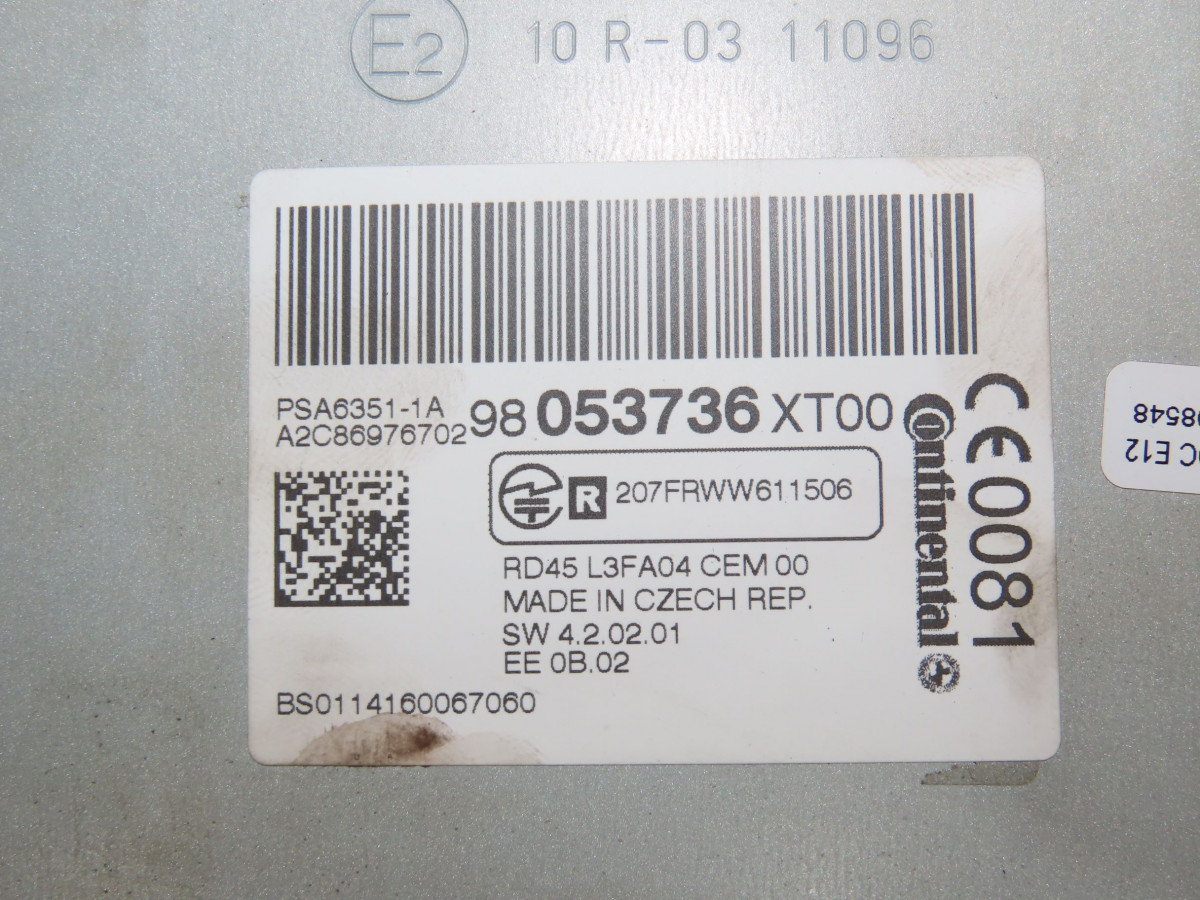 E2 10 R-03 11096
PSA6351-1A
A2C86976702
98 053736 XT00
R 207FRWW611506
RD45 L3FA04 CEM 00
MADE IN CZECH REP.
SW 4.2.02.01
EE 0B.02
BS0114160067060
Continental
CE 0081
98548
C E12